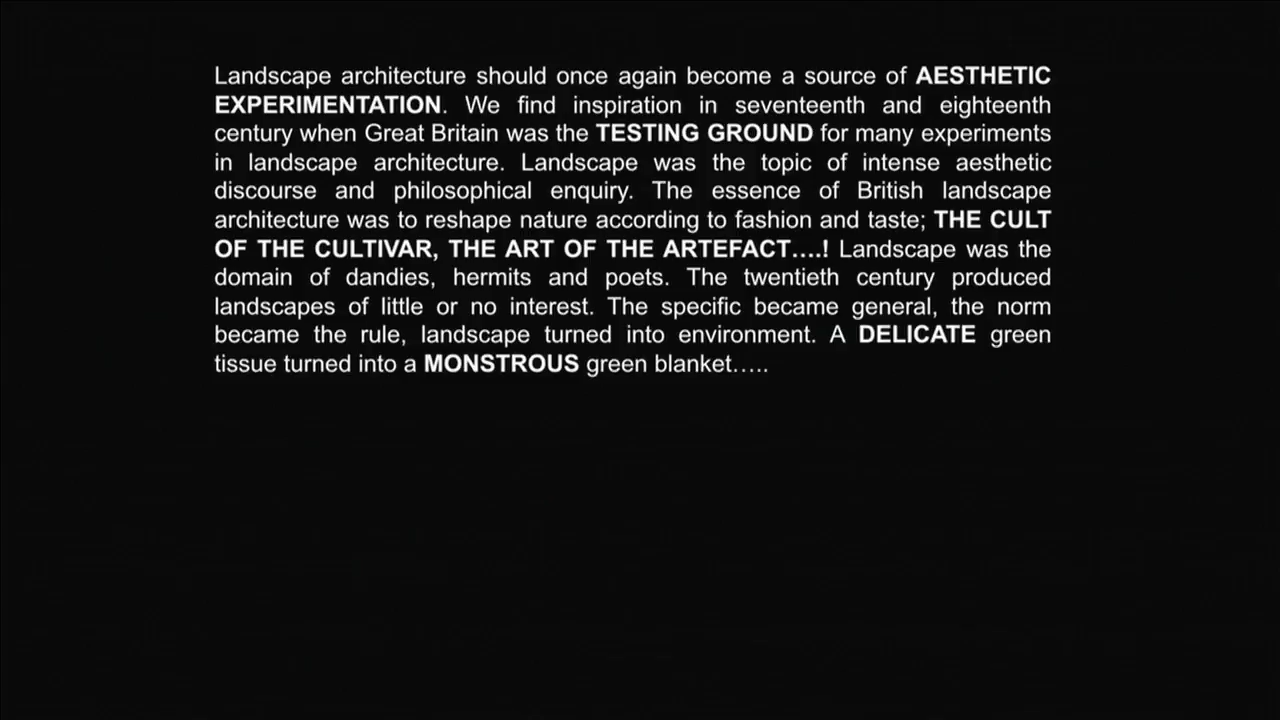 Landscape architecture should once again become a source of AESTHETIC
EXPERIMENTATION. We find inspiration in seventeenth and eighteenth
century when Great Britain was the TESTING GROUND for many experiments
in landscape architecture. Landscape was the topic of intense aesthetic
discourse and philosophical enquiry. The essence of British landscape
architecture was to reshape nature according to fashion and taste; THE CULT
OF THE CULTIVAR, THE ART OF THE ARTEFACT….! Landscape was the
domain of dandies, hermits and poets. The twentieth century produced
landscapes of little or no interest. The specific became general, the norm
became the rule, landscape turned into environment. A DELICATE green
tissue turned into a MONSTROUS green blanket…..